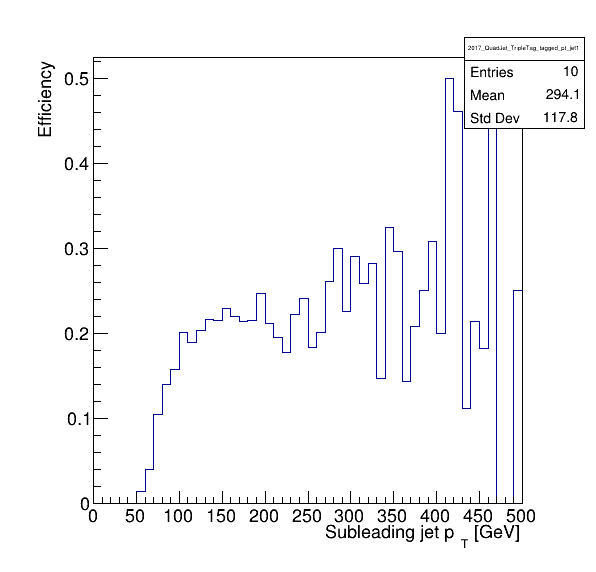 2017_QuadJet_TripleTag_tagged_pt_jet1
Entries 10
Mean 294.1
Std Dev 117.8
Efficiency
0.5
0.4
0.3
0.2
0.1
0
0 50 100 150 200 250 300 350 400 450 500
Subleading jet p T [GeV]